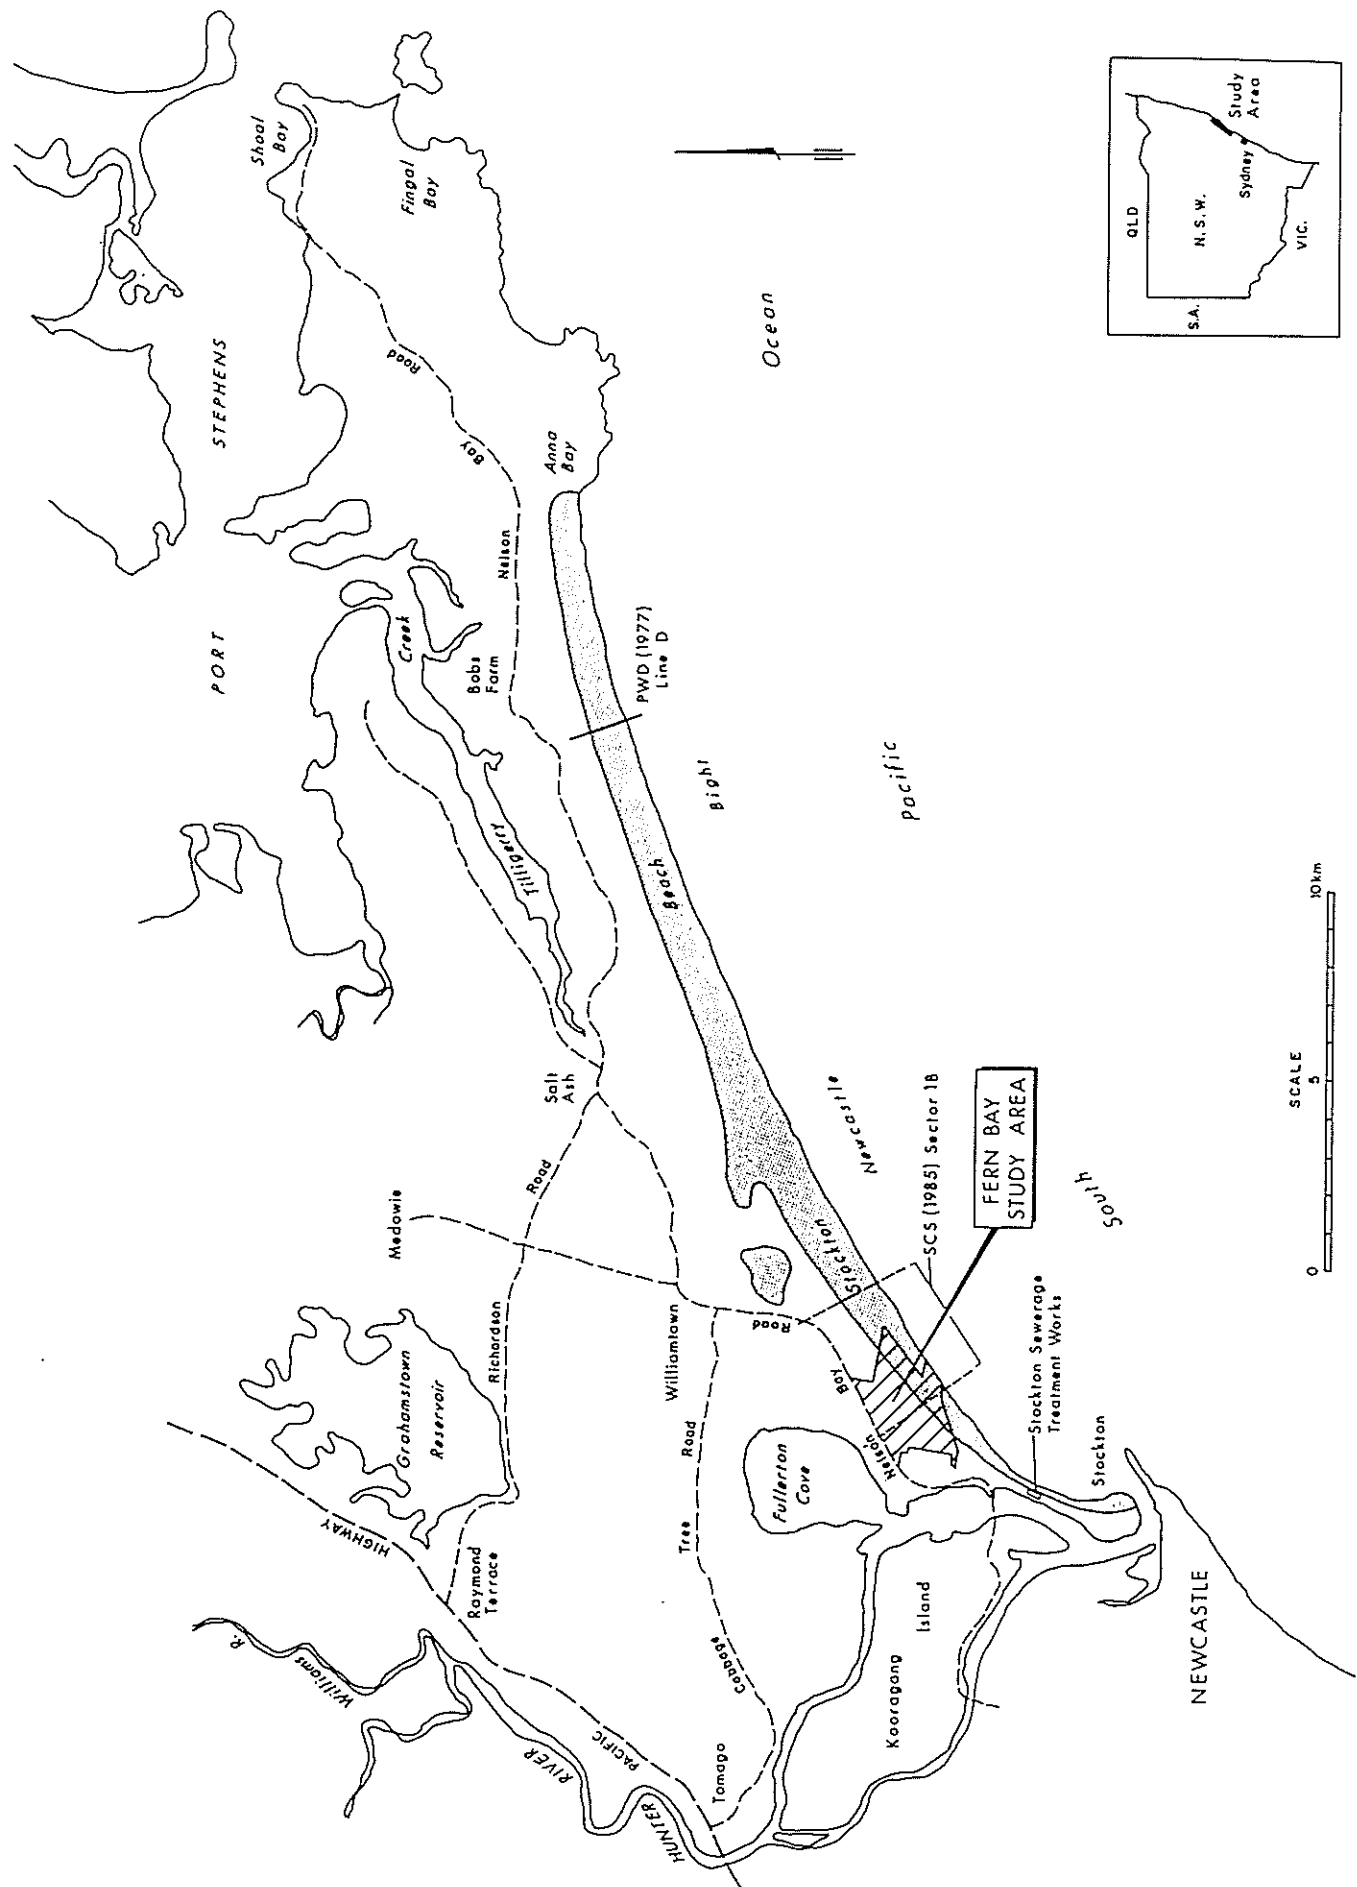 Shoal
Bay
Fingal
Bay
STEPHENS
PORT
Road
Bay
Nelson
Anna
Bay
Ocean
Creek
Tilligerry
Bobs
Farm
PWD (1977)
Line D
Bight
Pacific
Beach
Salt
Ash
Medowie
Road
Richardson
Grahamstown
Reservoir
HIGHWAY
PACIFIC
Raymond
Terrace
Williams
R.
HUNTER
RIVER
Williamtown
Cabbage
Tree
Road
Tomago
Newcastle
Stockton
Road
Bay
Nelson
Fullerton
Cove
SCS (1985) Sector 1B
FERN BAY
STUDY AREA
South
Stockton Sewerage
Treatment Works
Stockton
Kooragang
Island
NEWCASTLE
SCALE
0
5
10 km
QLD
N.S.W.
S.A.
VIC.
Sydney
Study
Area